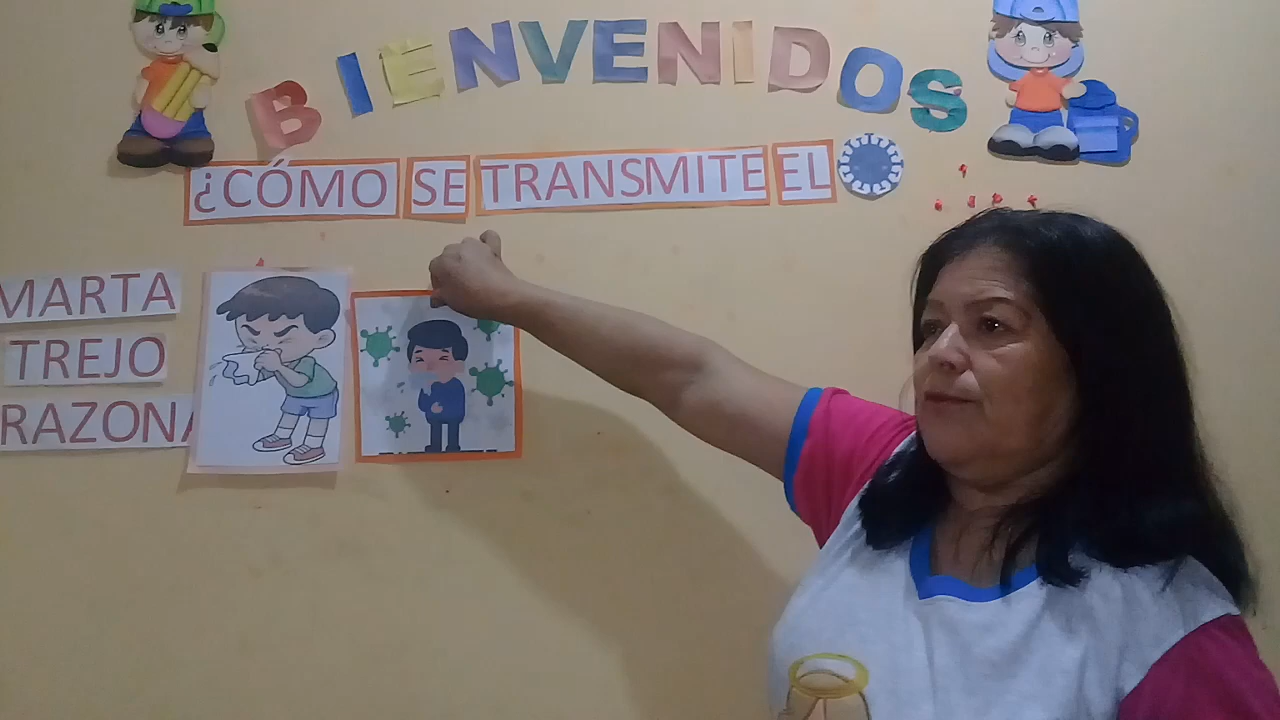 BIENVENIDOS
¿CÓMO SE TRANSMITE EL
MARTA
TREJO
RAZONA